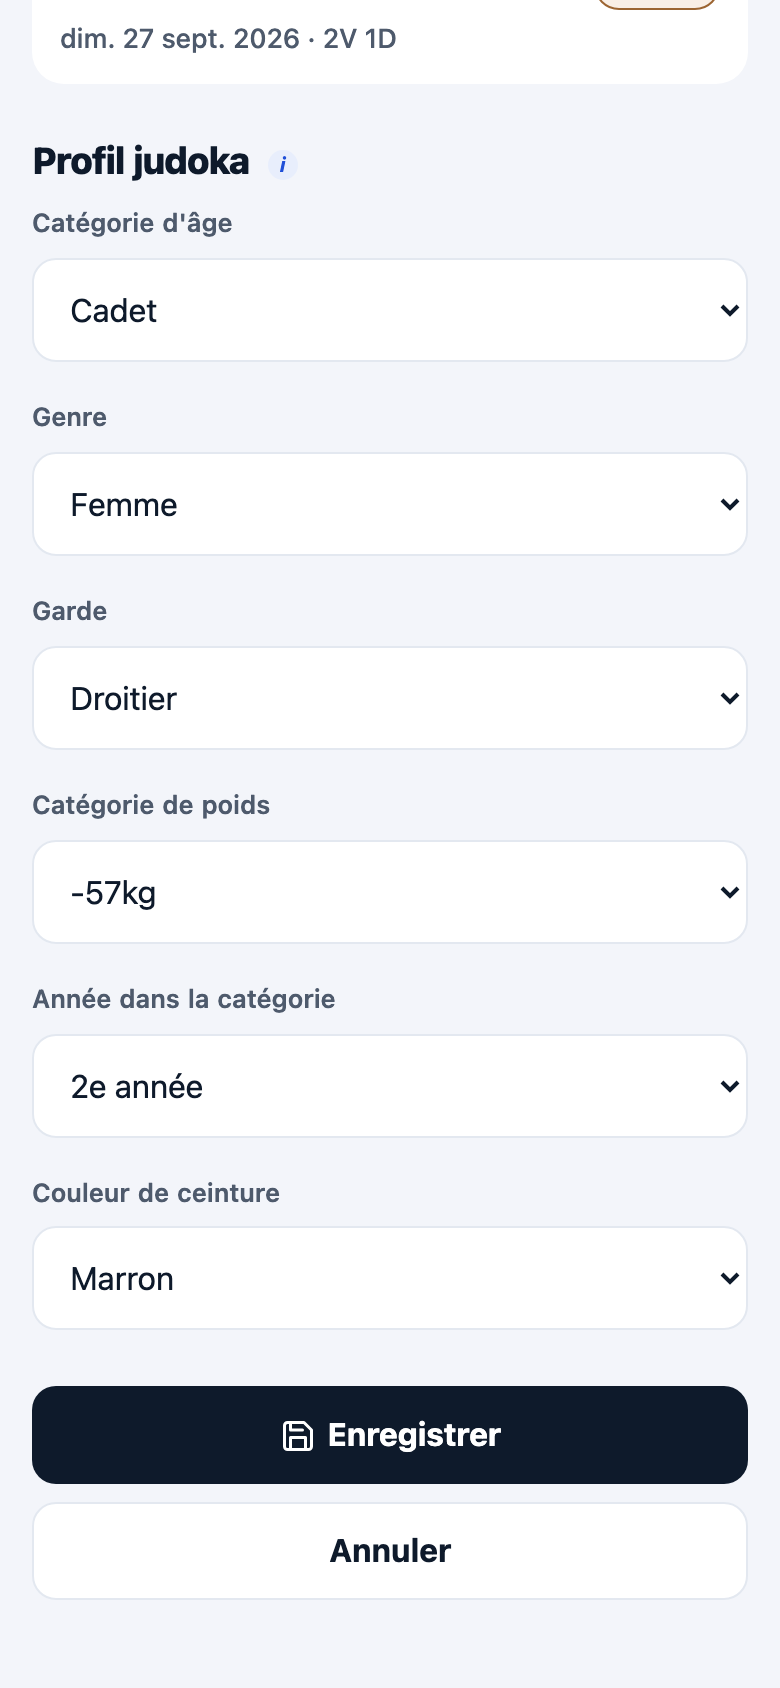 dim. 27 sept. 2026 · 2V 1D
Profil judoka i
Catégorie d'âge
Cadet
Genre
Femme
Garde
Droitier
Catégorie de poids
-57kg
Année dans la catégorie
2e année
Couleur de ceinture
Marron
Enregistrer
Annuler